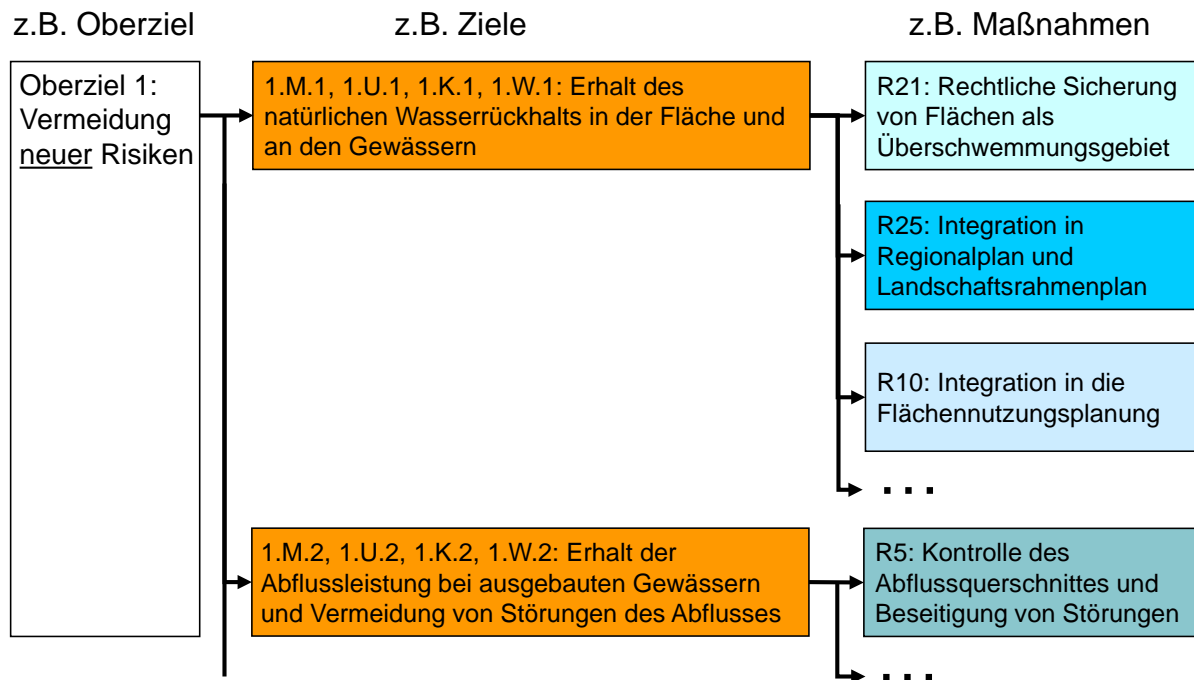 z.B. Oberziel
z.B. Ziele
z.B. Maßnahmen
Oberziel 1:
Vermeidung
neuer Risiken
1.M.1, 1.U.1, 1.K.1, 1.W.1: Erhalt des
natürlichen Wasserrückhalts in der Fläche und
an den Gewässern
R21: Rechtliche Sicherung
von Flächen als
Überschwemmungsgebiet
R25: Integration in
Regionalplan und
Landschaftsrahmenplan
R10: Integration in die
Flächennutzungsplanung
. . .
1.M.2, 1.U.2, 1.K.2, 1.W.2: Erhalt der
Abflussleistung bei ausgebauten Gewässern
und Vermeidung von Störungen des Abflusses
R5: Kontrolle des
Abflussquerschnittes und
Beseitigung von Störungen
. . .